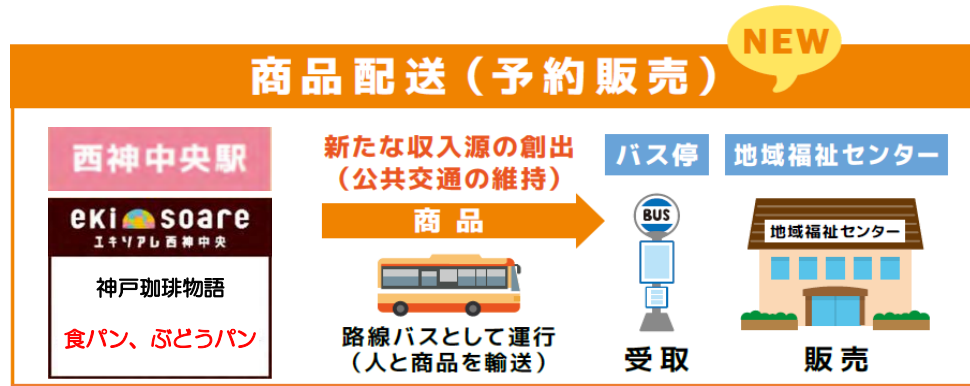 NEW
商品配送（予約販売）
西神中央駅
eki soare
エキソアレ西神中央
神戸珈琲物語
食パン、ぶどうパン
新たな収入源の創出
（公共交通の維持）
商品
路線バスとして運行
（人と商品を輸送）
バス停
BUS
受取
地域福祉センター
地域福祉センター
販売